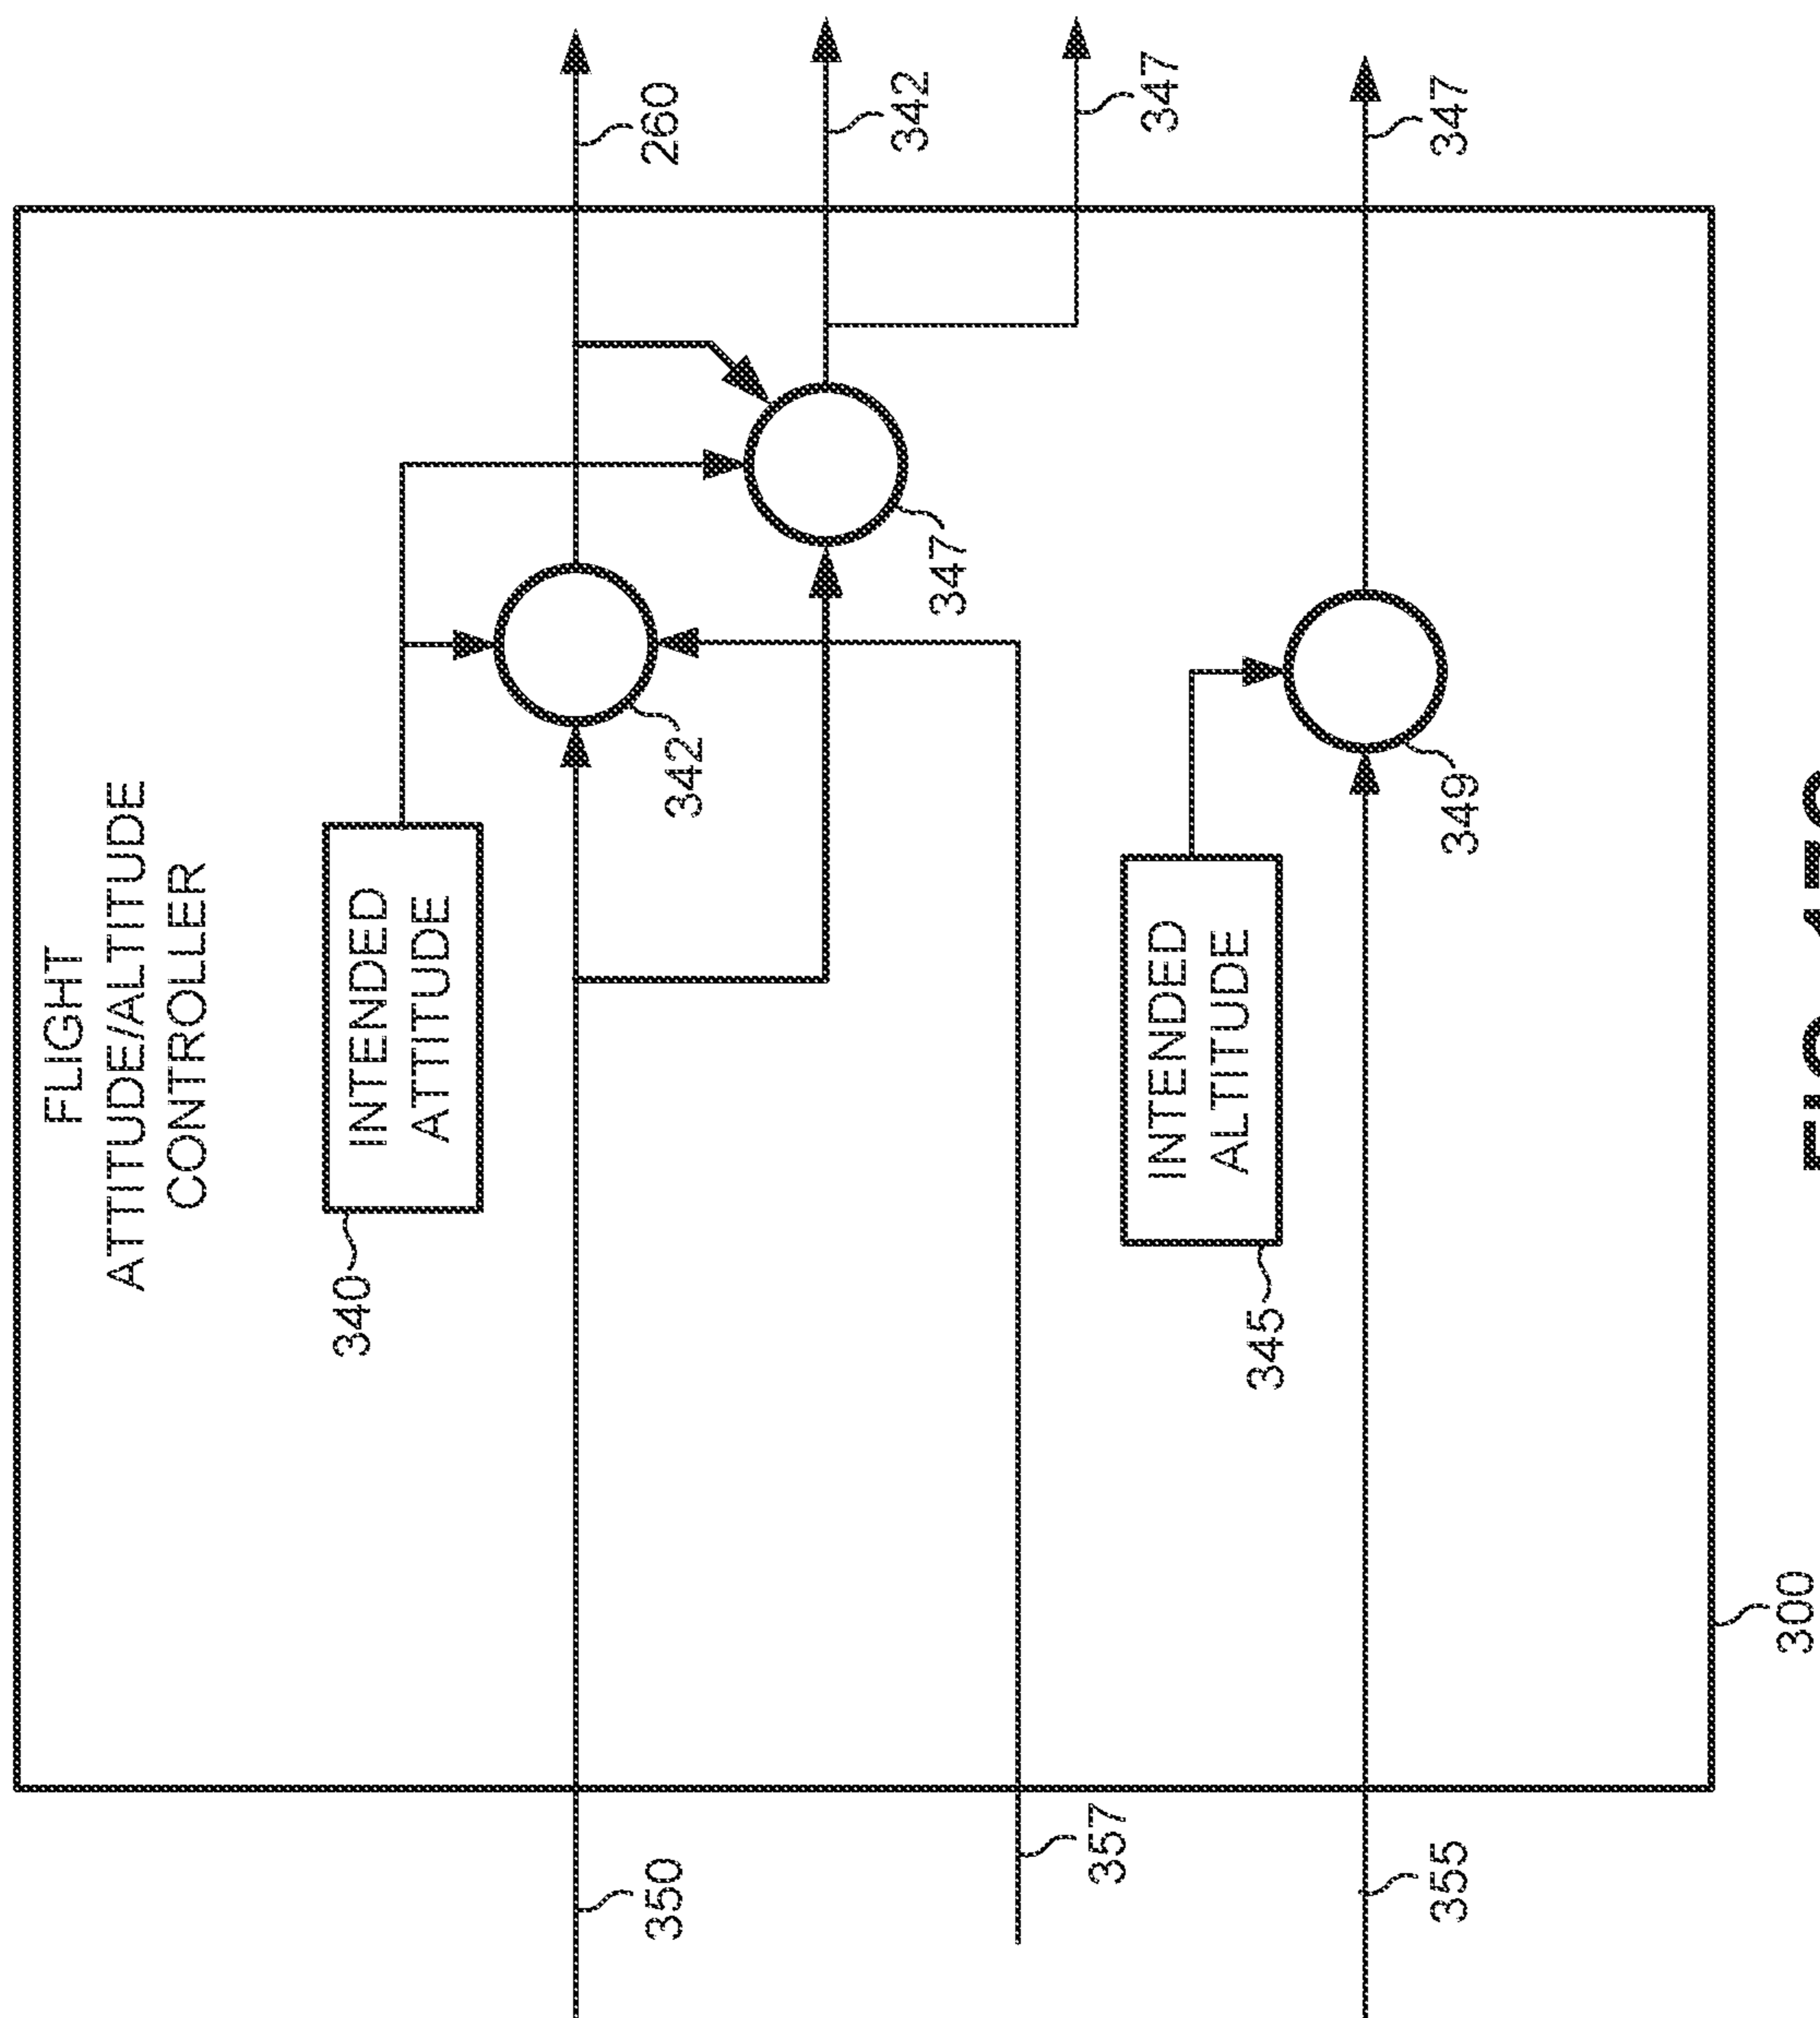 FLIGHT
ATTITUDE/ALTITUDE
CONTROLLER
340
INTENDED
ATTITUDE
350
342
260
347
342
357
347
INTENDED
ALTITUDE
345
355
349
347
300